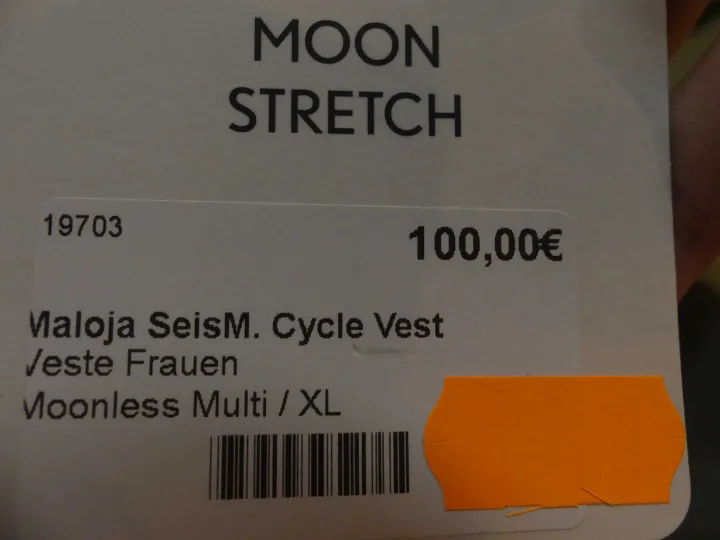 MOON
STRETCH
19703
100,00€
Maloja SeisM. Cycle Vest
Veste Frauen
Moonless Multi / XL